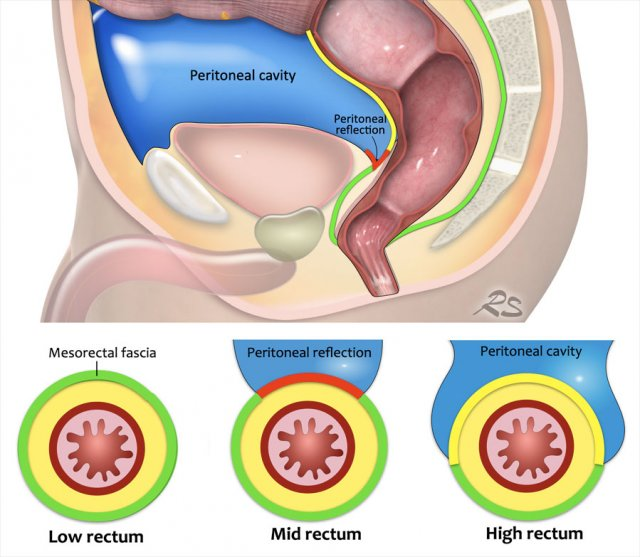 Peritoneal cavity
Peritoneal
reflection
RS
Mesorectal fascia
Peritoneal reflection
Peritoneal cavity
Low rectum
Mid rectum
High rectum